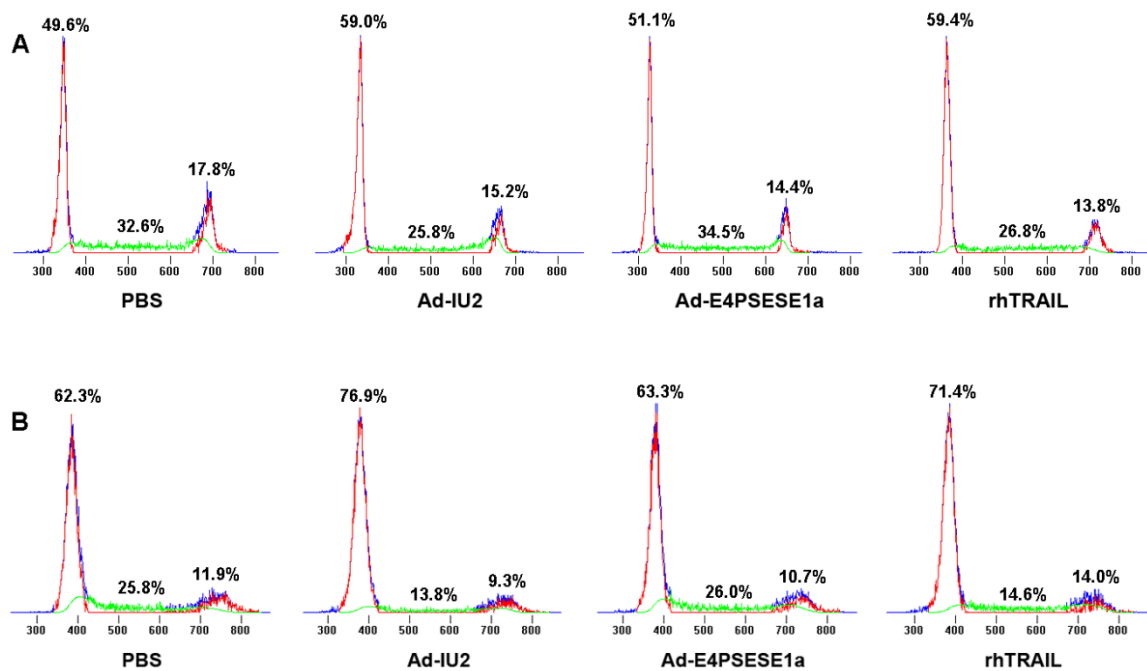 A
49.6% 59.0% 51.1% 59.4%
17.8% 15.2% 14.4% 13.8%
32.6% 25.8% 34.5% 26.8%
300 400 500 600 700 800 300 400 500 600 700 800 300 400 500 600 700 800 300 400 500 600 700 800
PBS Ad-IU2 Ad-E4PSESE1a rhTRAIL
B
62.3% 76.9% 63.3% 71.4%
11.9% 9.3% 10.7% 14.0%
25.8% 13.8% 26.0% 14.6%
300 400 500 600 700 800 300 400 500 600 700 800 300 400 500 600 700 800 300 400 500 600 700 800
PBS Ad-IU2 Ad-E4PSESE1a rhTRAIL